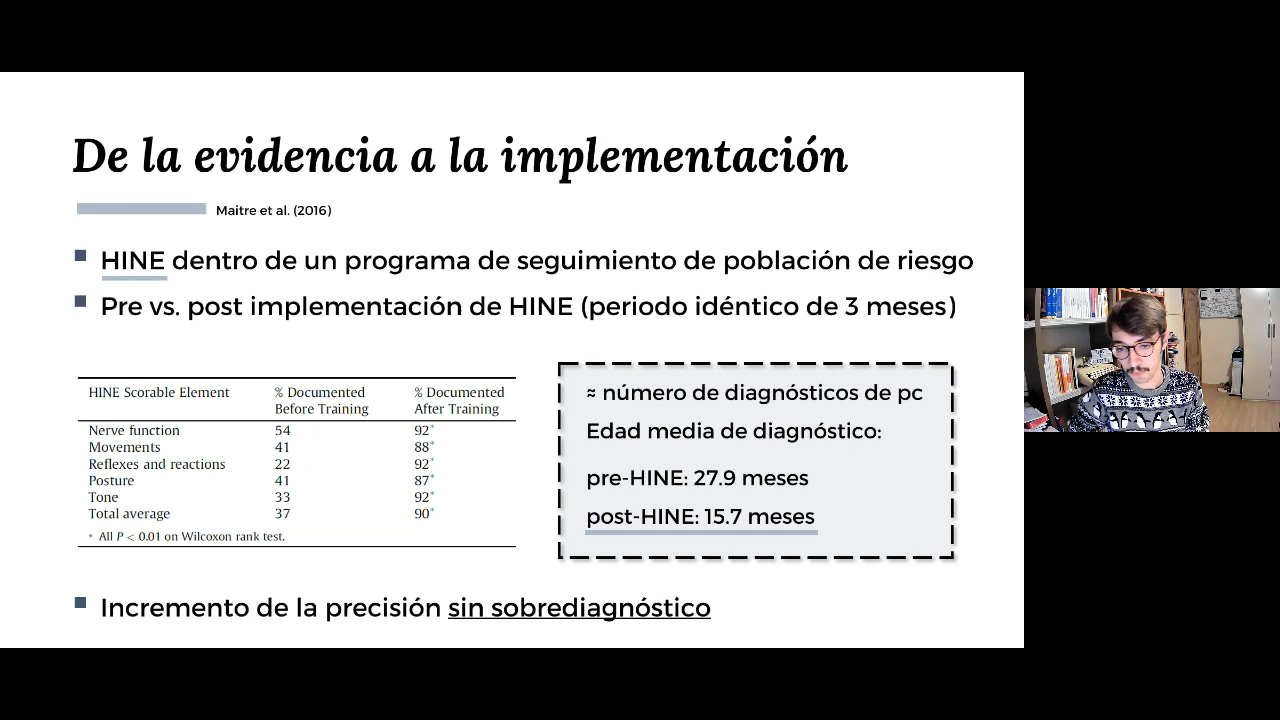 De la evidencia a la implementación
Maitre et al. (2016)
HINE dentro de un programa de seguimiento de población de riesgo
Pre vs. post implementación de HINE (periodo idéntico de 3 meses)
HINE Scorable Element % Documented Before Training % Documented After Training
Nerve function 54 92*
Movements 41 88*
Reflexes and reactions 22 92*
Posture 41 87*
Tone 33 92*
Total average 37 90*
* All P < 0.01 on Wilcoxon rank test.
≈ número de diagnósticos de pc
Edad media de diagnóstico:
pre-HINE: 27.9 meses
post-HINE: 15.7 meses
Incremento de la precisión sin sobrediagnóstico